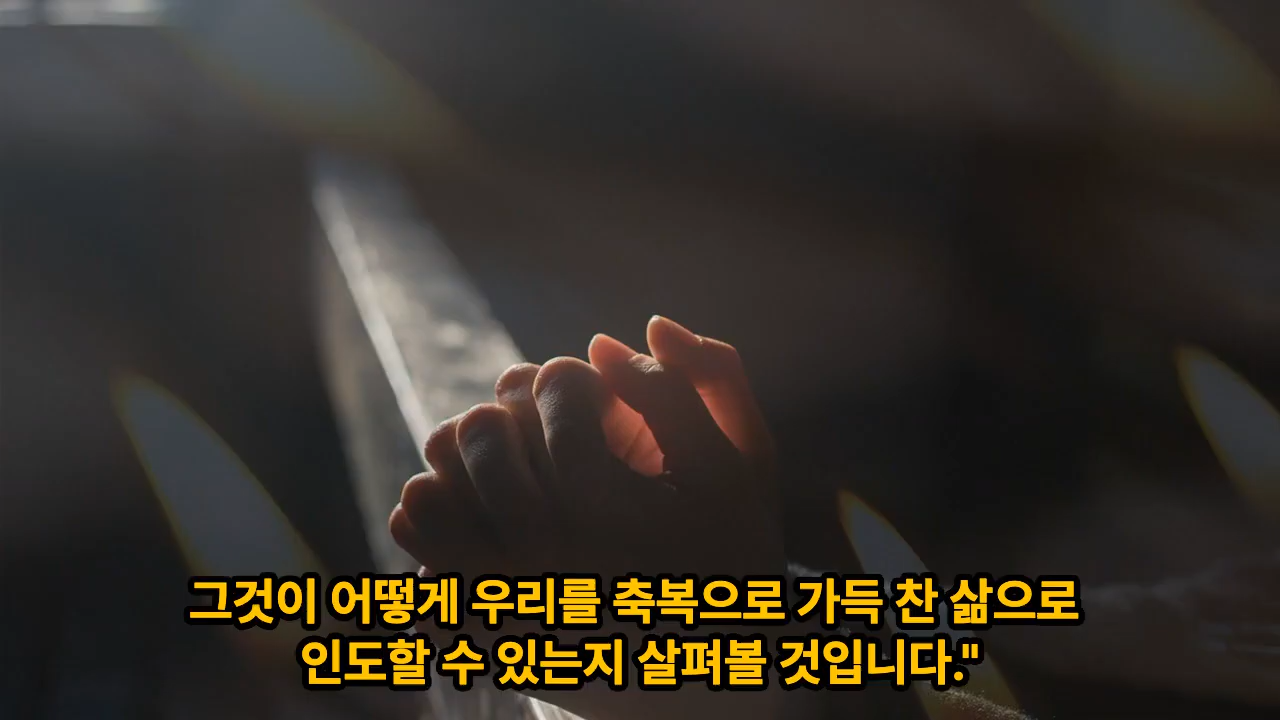 그것이 어떻게 우리를 축복으로 가득 찬 삶으로
인도할 수 있는지 살펴볼 것입니다."